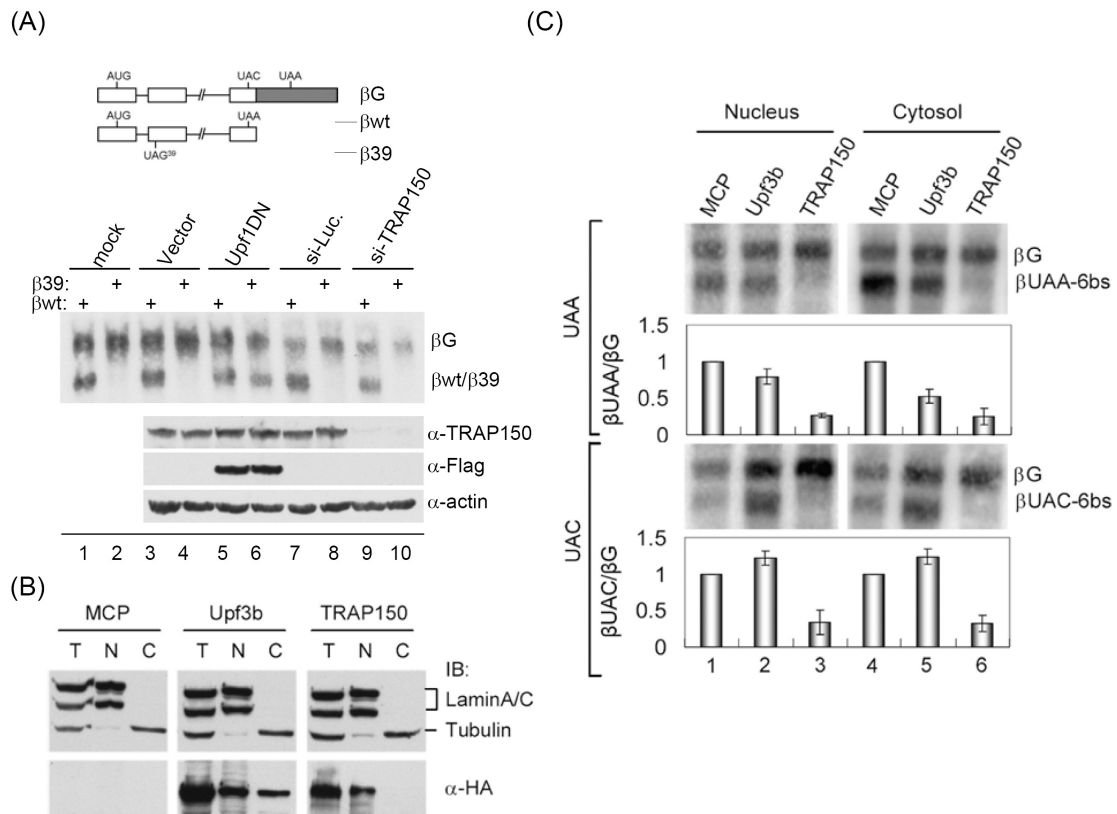 (A)
AUG UAC UAA βG
AUG UAA βwt
UAG39 β39
mock Vector Upf1DN si-Luc. si-TRAP150
β39: + + + + +
βwt: + + + + +
βG
βwt/β39
α-TRAP150
α-Flag
α-actin
1 2 3 4 5 6 7 8 9 10
(B)
MCP Upf3b TRAP150
T N C T N C T N C
IB:
LaminA/C
Tubulin
α-HA
(C)
Nucleus Cytosol
MCP Upf3b TRAP150 MCP Upf3b TRAP150
UAA
βG
βUAA-6bs
βUAA/βG
1.5
1
0.5
0
UAC
βG
βUAC-6bs
βUAC/βG
1.5
1
0.5
0
1 2 3 4 5 6